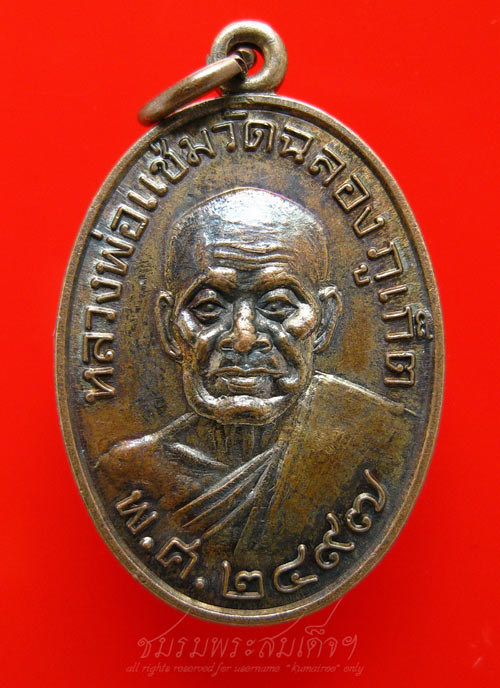 หลวงพ่อแช่มวัดฉลองภูเก็ต
พ.ศ.๒๔๙๗
ชมรมพระสมเด็จฯ
all rights reserved for username "kumairoo" only